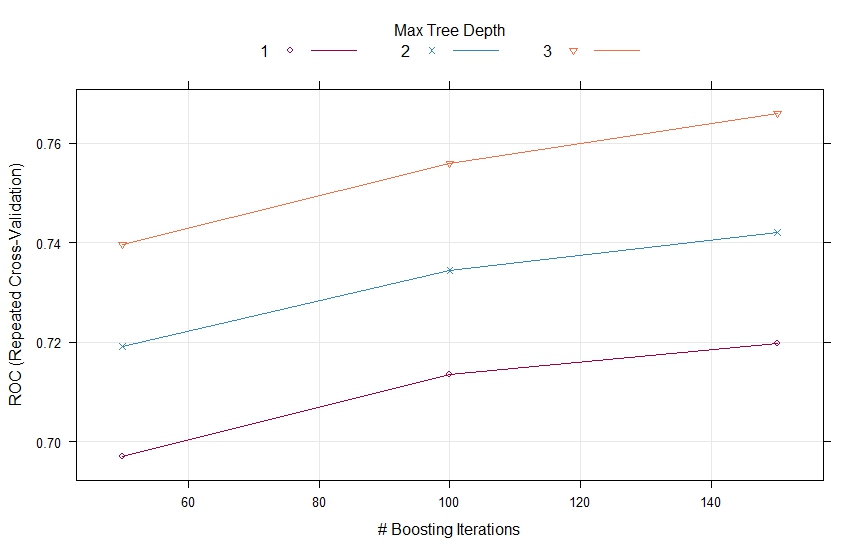 Max Tree Depth
1 2 3
0.76
0.74
0.72
0.70
ROC (Repeated Cross-Validation)
60 80 100 120 140
# Boosting Iterations